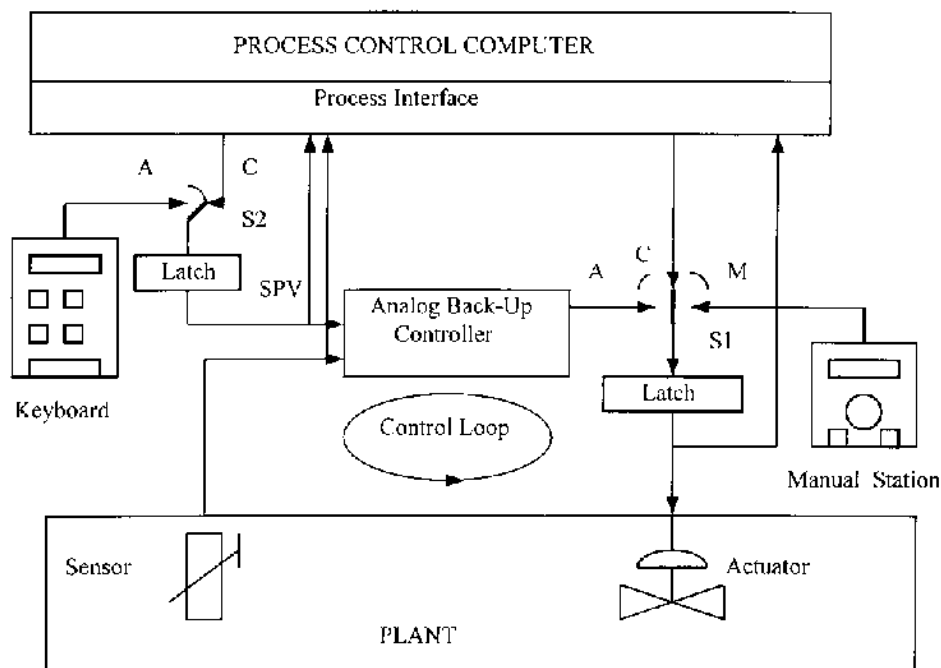 PROCESS CONTROL COMPUTER
Process Interface
A
C
S2
Latch
SPV
Analog Back-Up
Controller
A
C
M
S1
Latch
Keyboard
Control Loop
Manual Station
Sensor
Actuator
PLANT